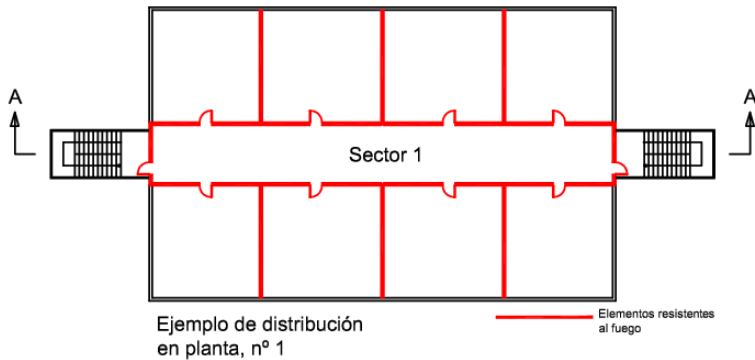 A
A
Sector 1
Ejemplo de distribución
en planta, nº 1
Elementos resistentes
al fuego